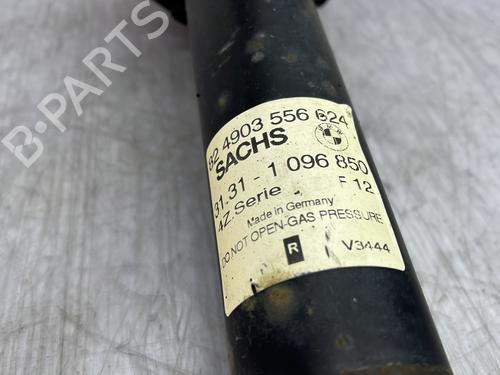 B-PARTS
82 4903 556 624
SACHS
31.31 - 1 096 850
4Z. Serie F 12
Made in Germany
DO NOT OPEN-GAS PRESSURE
R V3444